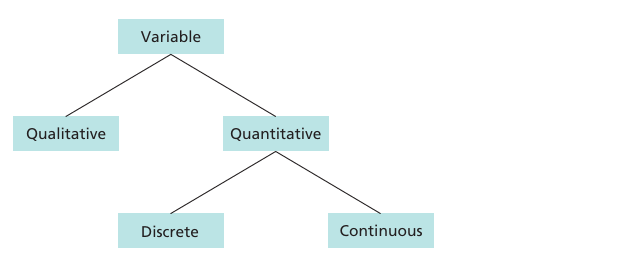 Variable
Qualitative
Quantitative
Discrete
Continuous